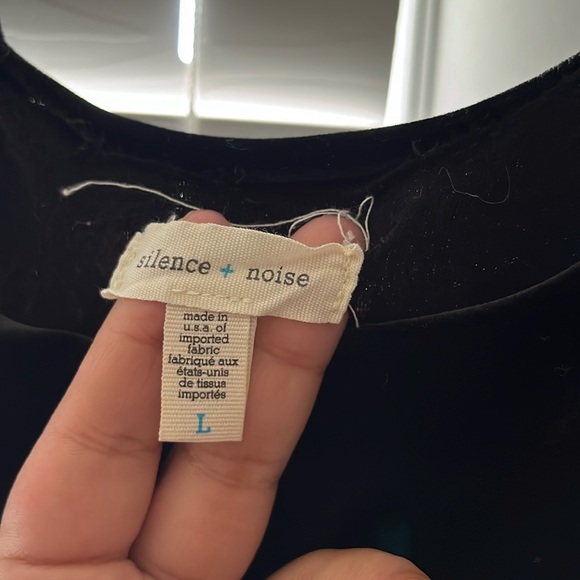 silence + noise
made in
u.s.a. of
imported
fabric
fabriqué aux
états-unis
de tissus
importés
L